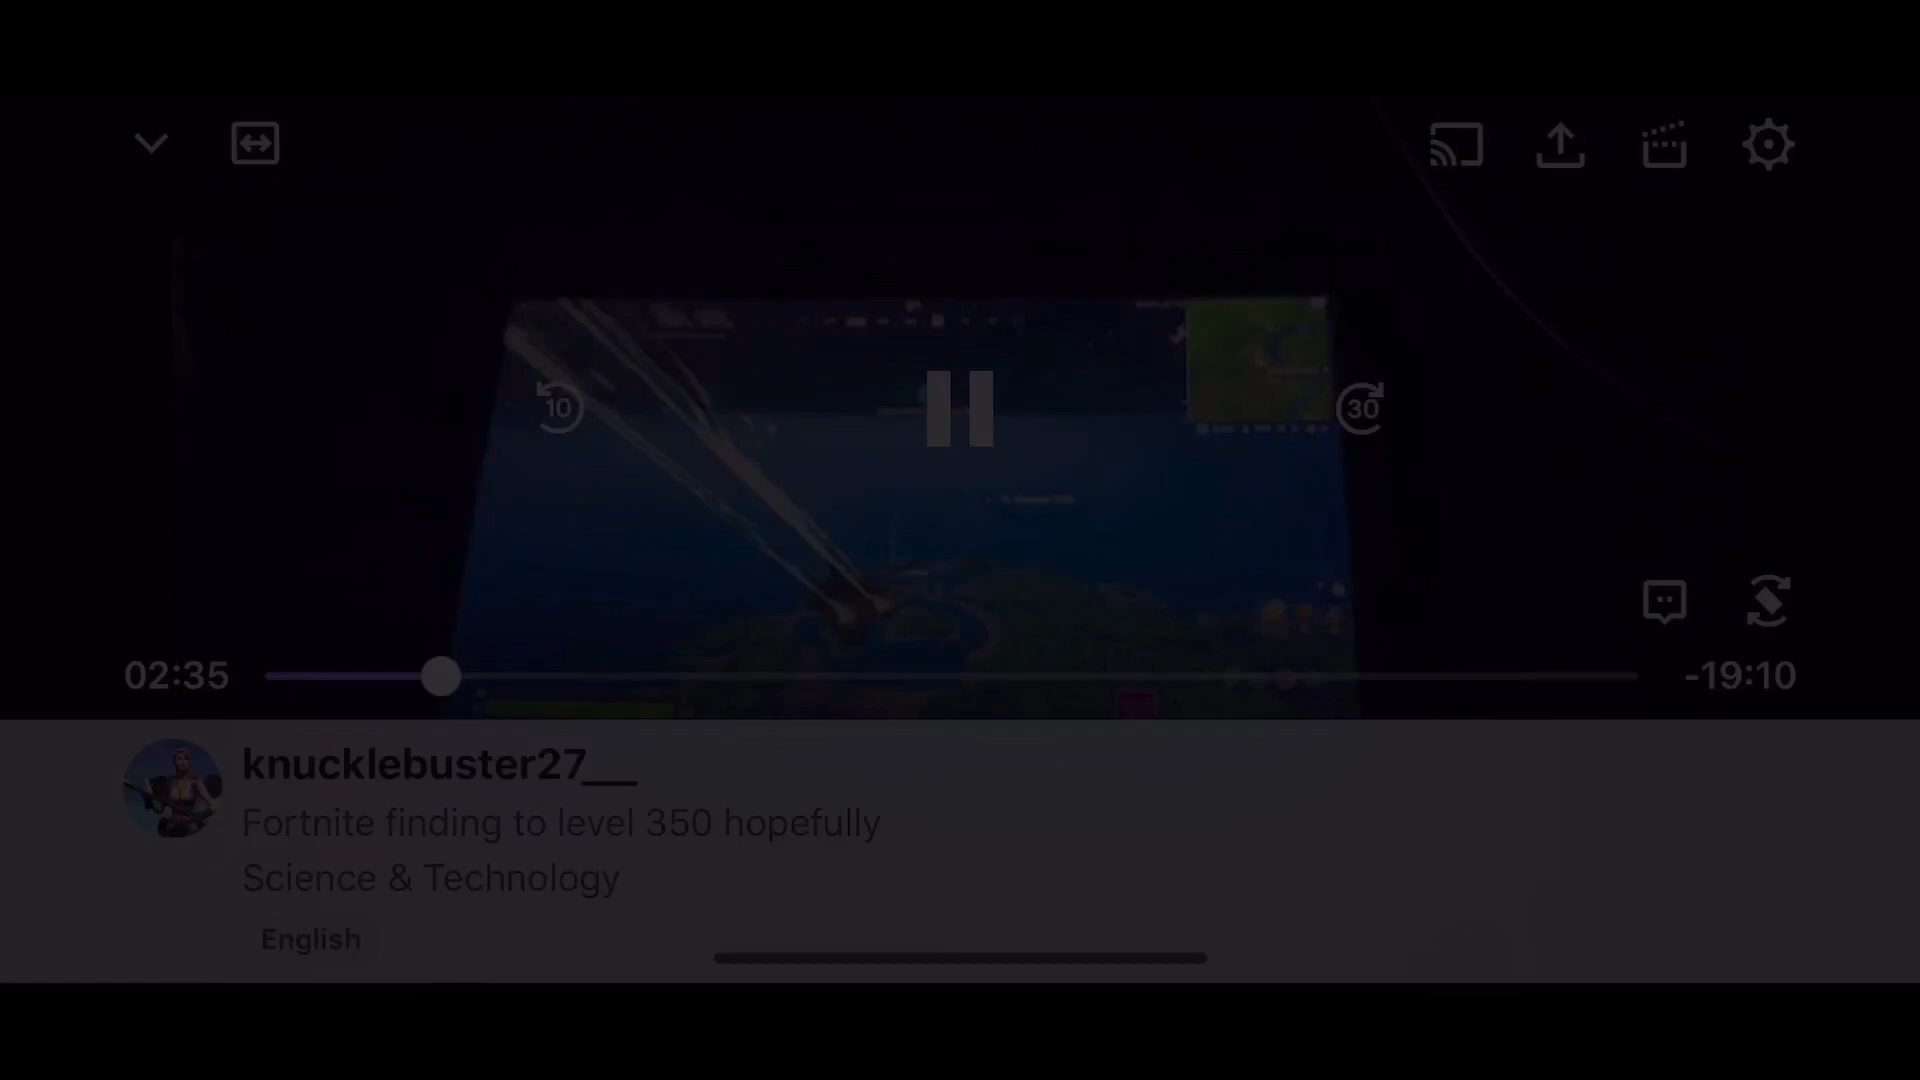 10
30
02:35
-19:10
knucklebuster27__
Fortnite finding to level 350 hopefully
Science & Technology
English